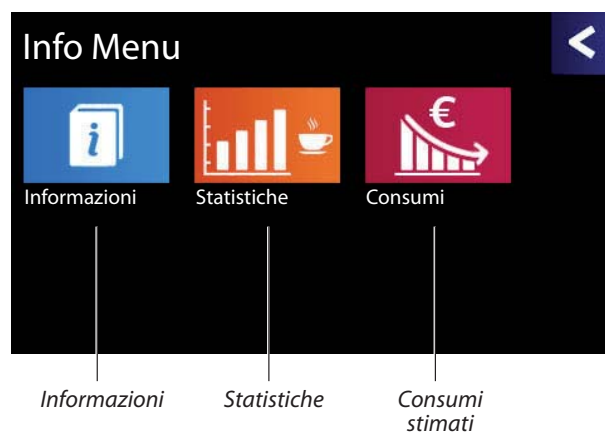 Info Menu
Informazioni
Statistiche
Consumi
Informazioni
Statistiche
Consumi
stimati